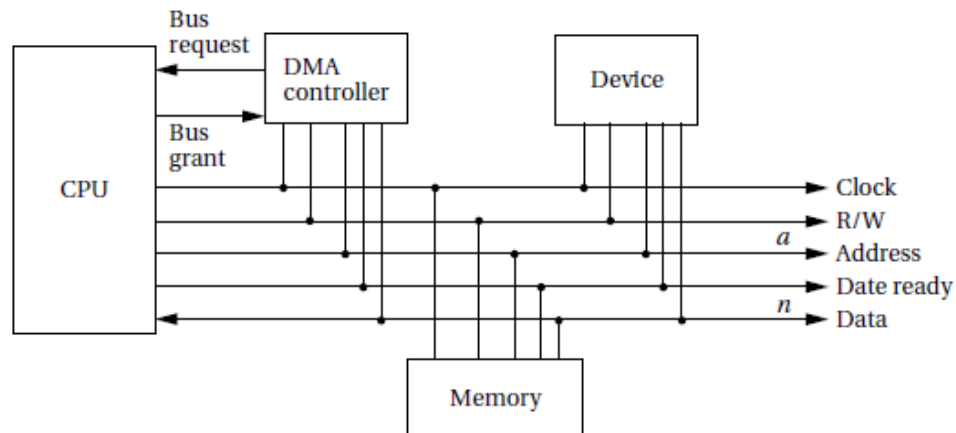 Bus
request
DMA
controller
Device
Bus
grant
CPU
Clock
R/W
a
Address
Date ready
n
Data
Memory